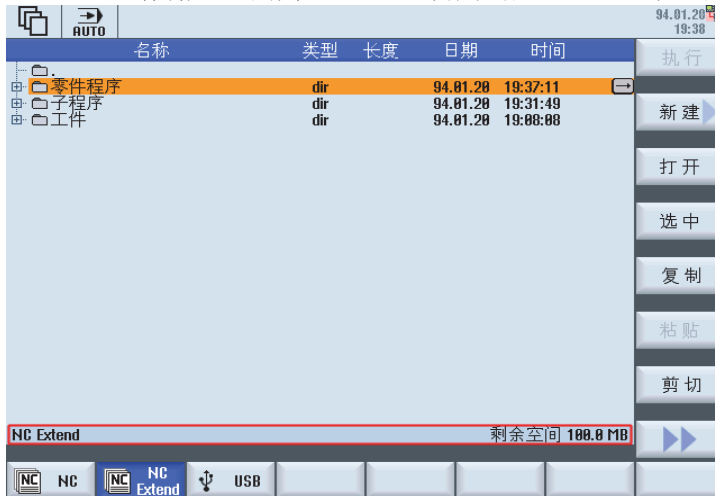 AUTO
94.01.20
19:38
名称 类型 长度 日期 时间
.
零件程序 dir 94.01.20 19:37:11
子程序 dir 94.01.20 19:31:49
工件 dir 94.01.20 19:08:08
执行
新建
打开
选中
复制
粘贴
剪切
NC Extend 剩余空间 100.0 MB
NC NC
NC NC Extend
USB